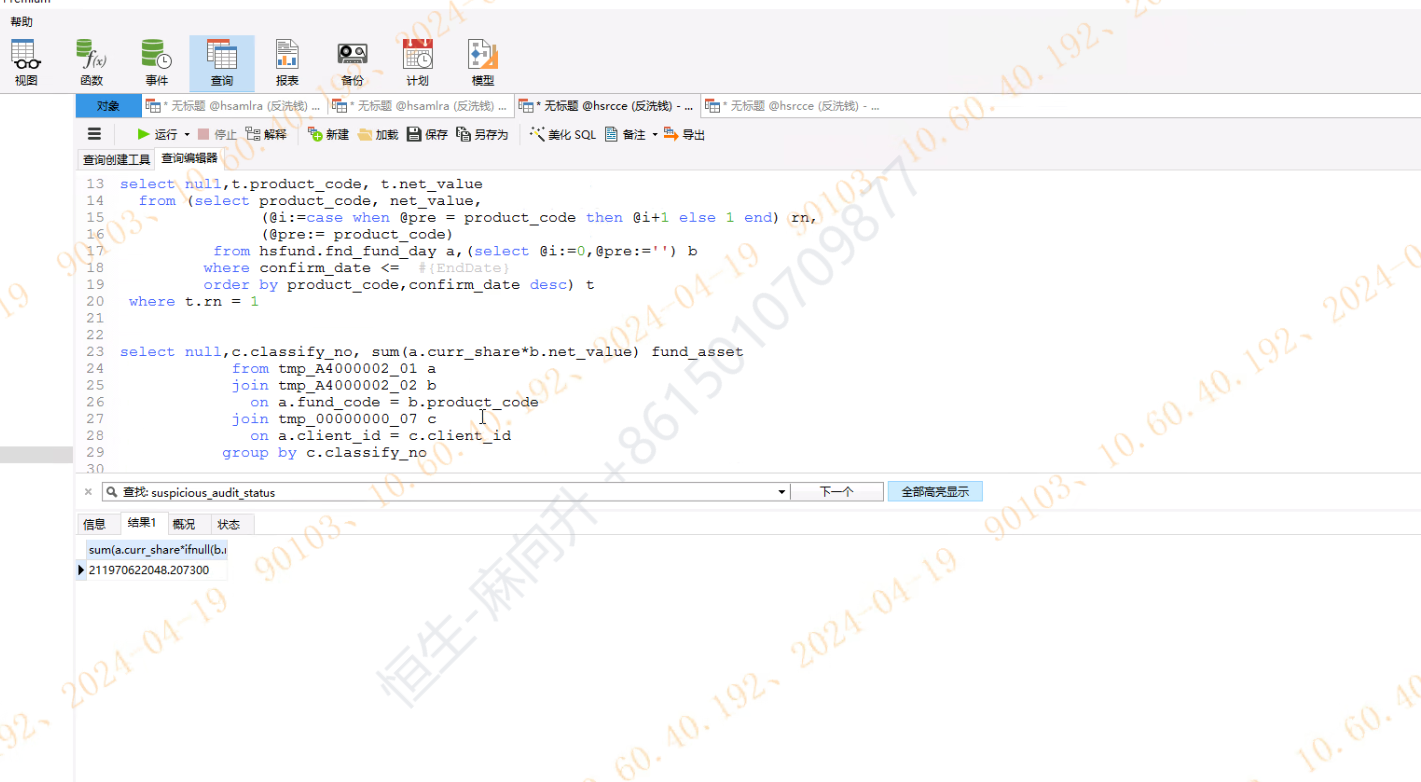 Premium
帮助
视图 函数 事件 查询 报表 备份 计划 模型
对象 * 无标题 @hsamlra (反洗钱) ... * 无标题 @hsamlra (反洗钱) ... * 无标题 @hsrcce (反洗钱) - ... * 无标题 @hsrcce (反洗钱) - ...
运行 停止 解释 新建 加载 保存 另存为 美化 SQL 备注 导出
查询创建工具 查询编辑器
13 select null,t.product_code, t.net_value
14 from (select product_code, net_value,
15 (@i:=case when @pre = product_code then @i+1 else 1 end) rn,
16 (@pre:= product_code)
17 from hsfund.fnd_fund_day a,(select @i:=0,@pre:='') b
18 where confirm_date <= #{EndDate}
19 order by product_code,confirm_date desc) t
20 where t.rn = 1
21
22
23 select null,c.classify_no, sum(a.curr_share*b.net_value) fund_asset
24 from tmp_A4000002_01 a
25 join tmp_A4000002_02 b
26 on a.fund_code = b.product_code
27 join tmp_00000000_07 c
28 on a.client_id = c.client_id
29 group by c.classify_no
30
× 查找: suspicious_audit_status 下一个 全部高亮显示
信息 结果1 概况 状态
sum(a.curr_share*ifnull(b.
211970622048.207300
恒生-麻向升 +8615010709877
90103、10.60.40.192、2024-04-19